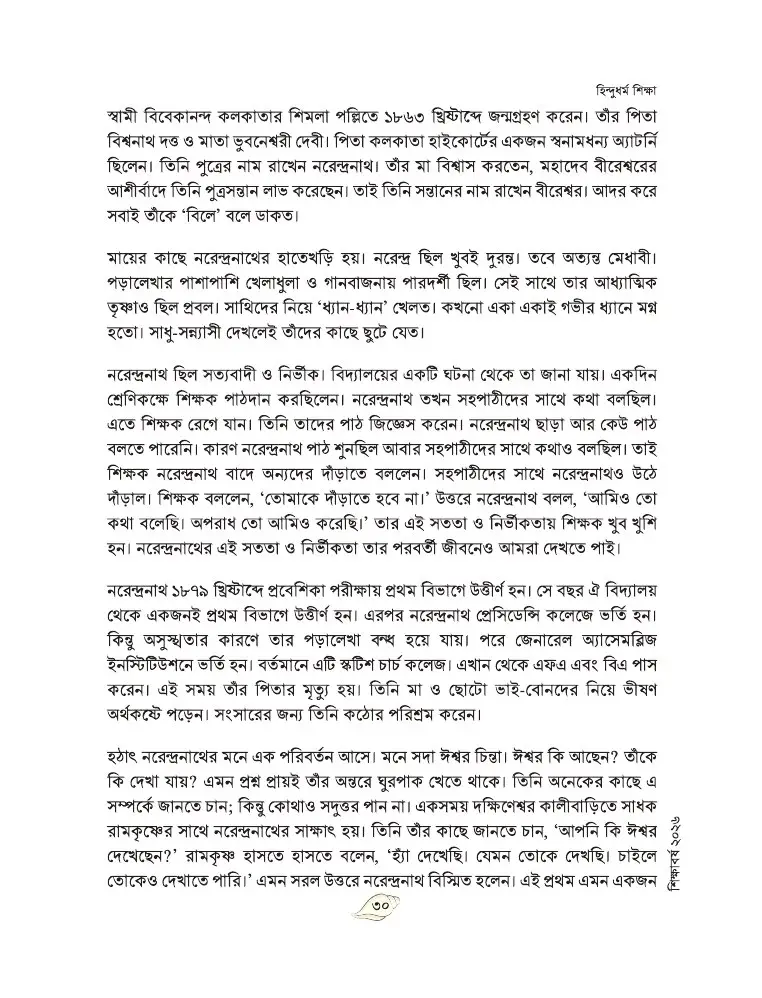 হিন্দুধর্ম শিক্ষা
স্বামী বিবেকানন্দ কলকাতার শিমলা পল্লিতে ১৮৬৩ খ্রিষ্টাব্দে জন্মগ্রহণ করেন। তাঁর পিতা
বিশ্বনাথ দত্ত ও মাতা ভুবনেশ্বরী দেবী। পিতা কলকাতা হাইকোর্টের একজন স্বনামধন্য অ্যাটর্নি
ছিলেন। তিনি পুত্রের নাম রাখেন নরেন্দ্রনাথ। তাঁর মা বিশ্বাস করতেন, মহাদেব বীরেশ্বরের
আশীর্বাদে তিনি পুত্রসন্তান লাভ করেছেন। তাই তিনি সন্তানের নাম রাখেন বীরেশ্বর। আদর করে
সবাই তাঁকে ‘বিলে’ বলে ডাকত।
মায়ের কাছে নরেন্দ্রনাথের হাতেখড়ি হয়। নরেন্দ্র ছিল খুবই দুরন্ত। তবে অত্যন্ত মেধাবী।
পড়ালেখার পাশাপাশি খেলাধুলা ও গানবাজনায় পারদর্শী ছিল। সেই সাথে তার আধ্যাত্মিক
তৃষ্ণাও ছিল প্রবল। সাথিদের নিয়ে ‘ধ্যান-ধ্যান’ খেলত। কখনো একা একাই গভীর ধ্যানে মগ্ন
হতো। সাধু-সন্ন্যাসী দেখলেই তাঁদের কাছে ছুটে যেত।
নরেন্দ্রনাথ ছিল সত্যবাদী ও নির্ভীক। বিদ্যালয়ের একটি ঘটনা থেকে তা জানা যায়। একদিন
শ্রেণিকক্ষে শিক্ষক পাঠদান করছিলেন। নরেন্দ্রনাথ তখন সহপাঠীদের সাথে কথা বলছিল।
এতে শিক্ষক রেগে যান। তিনি তাদের পাঠ জিজ্ঞেস করেন। নরেন্দ্রনাথ ছাড়া আর কেউ পাঠ
বলতে পারেনি। কারণ নরেন্দ্রনাথ পাঠ শুনছিল আবার সহপাঠীদের সাথে কথাও বলছিল। তাই
শিক্ষক নরেন্দ্রনাথ বাদে অন্যদের দাঁড়াতে বললেন। সহপাঠীদের সাথে নরেন্দ্রনাথও উঠে
দাঁড়াল। শিক্ষক বললেন, ‘তোমাকে দাঁড়াতে হবে না।’ উত্তরে নরেন্দ্রনাথ বলল, ‘আমিও তো
কথা বলেছি। অপরাধ তো আমিও করেছি।’ তার এই সততা ও নির্ভীকতায় শিক্ষক খুব খুশি
হন। নরেন্দ্রনাথের এই সততা ও নির্ভীকতা তার পরবর্তী জীবনেও আমরা দেখতে পাই।
নরেন্দ্রনাথ ১৮৭৯ খ্রিষ্টাব্দে প্রবেশিকা পরীক্ষায় প্রথম বিভাগে উত্তীর্ণ হন। সে বছর ঐ বিদ্যালয়
থেকে একজনই প্রথম বিভাগে উত্তীর্ণ হন। এরপর নরেন্দ্রনাথ প্রেসিডেন্সি কলেজে ভর্তি হন।
কিন্তু অসুস্থতার কারণে তার পড়ালেখা বন্ধ হয়ে যায়। পরে জেনারেল অ্যাসেমব্লিজ
ইনস্টিটিউশনে ভর্তি হন। বর্তমানে এটি স্কটিশ চার্চ কলেজ। এখান থেকে এফএ এবং বিএ পাস
করেন। এই সময় তাঁর পিতার মৃত্যু হয়। তিনি মা ও ছোটো ভাই-বোনদের নিয়ে ভীষণ
অর্থকষ্টে পড়েন। সংসারের জন্য তিনি কঠোর পরিশ্রম করেন।
হঠাৎ নরেন্দ্রনাথের মনে এক পরিবর্তন আসে। মনে সদা ঈশ্বর চিন্তা। ঈশ্বর কি আছেন? তাঁকে
কি দেখা যায়? এমন প্রশ্ন প্রায়ই তাঁর অন্তরে ঘুরপাক খেতে থাকে। তিনি অনেকের কাছে এ
সম্পর্কে জানতে চান; কিন্তু কোথাও সদুত্তর পান না। একসময় দক্ষিণেশ্বর কালীবাড়িতে সাধক
রামকৃষ্ণের সাথে নরেন্দ্রনাথের সাক্ষাৎ হয়। তিনি তাঁর কাছে জানতে চান, ‘আপনি কি ঈশ্বর
দেখেছেন?’ রামকৃষ্ণ হাসতে হাসতে বলেন, ‘হ্যাঁ দেখেছি। যেমন তোকে দেখছি। চাইলে
তোকেও দেখাতে পারি।’ এমন সরল উত্তরে নরেন্দ্রনাথ বিস্মিত হলেন। এই প্রথম এমন একজন
শিক্ষাবর্ষ ২০২৬
৩০